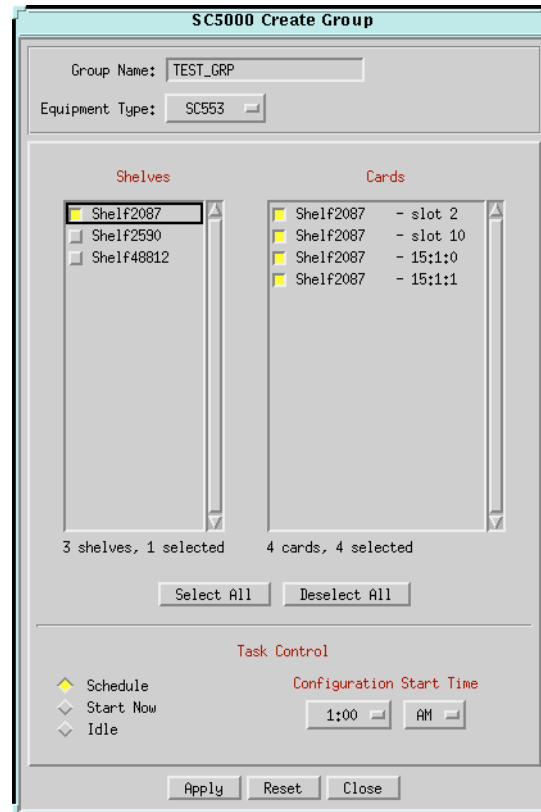 SC5000 Create Group
Group Name: TEST_GRP
Equipment Type: SC553
Shelves Cards
Shelf2087 Shelf2087 - slot 2
Shelf2590 Shelf2087 - slot 10
Shelf48812 Shelf2087 - 15:1:0
Shelf2087 - 15:1:1
3 shelves, 1 selected 4 cards, 4 selected
Select All Deselect All
Task Control
Schedule Configuration Start Time
Start Now 1:00 AM
Idle
Apply Reset Close